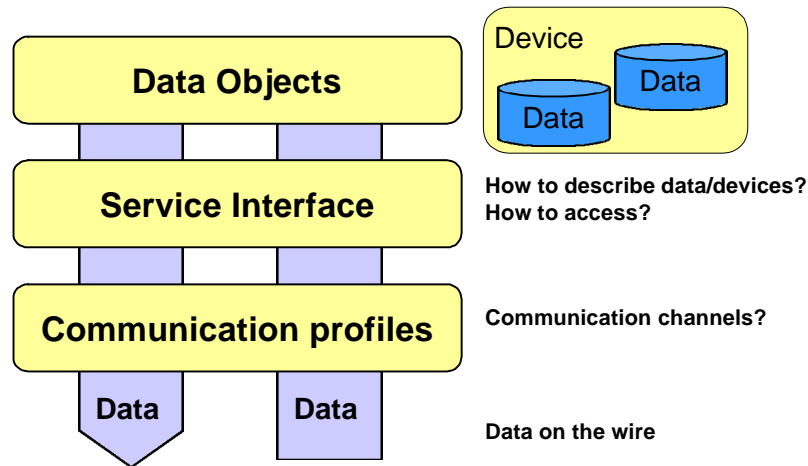 Data Objects
Device
Data
Data
Service Interface
How to describe data/devices?
How to access?
Communication profiles
Communication channels?
Data
Data
Data on the wire